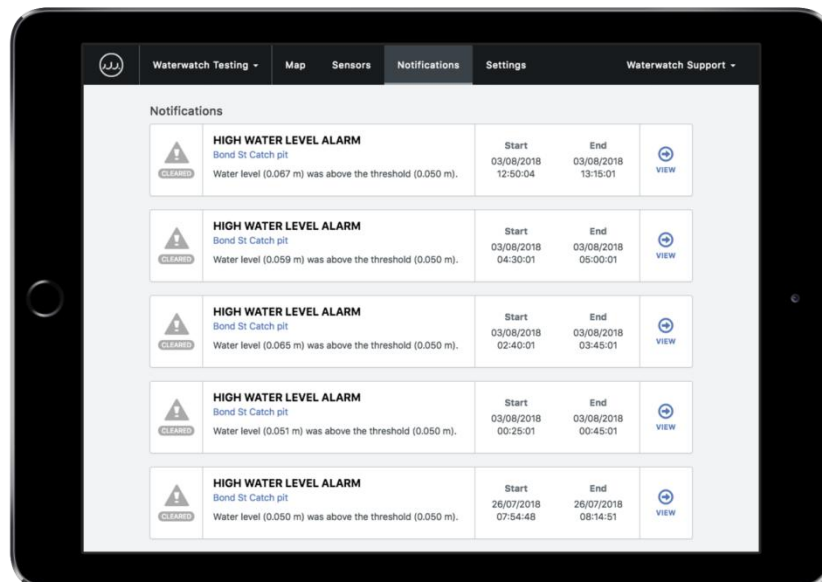 Waterwatch Testing Map Sensors Notifications Settings Waterwatch Support
Notifications
HIGH WATER LEVEL ALARM
Bond St Catch pit
Water level (0.067 m) was above the threshold (0.050 m).
CLEARED
Start
03/08/2018
12:50:04
End
03/08/2018
13:15:01
VIEW
HIGH WATER LEVEL ALARM
Bond St Catch pit
Water level (0.059 m) was above the threshold (0.050 m).
CLEARED
Start
03/08/2018
04:30:01
End
03/08/2018
05:00:01
VIEW
HIGH WATER LEVEL ALARM
Bond St Catch pit
Water level (0.065 m) was above the threshold (0.050 m).
CLEARED
Start
03/08/2018
02:40:01
End
03/08/2018
03:45:01
VIEW
HIGH WATER LEVEL ALARM
Bond St Catch pit
Water level (0.051 m) was above the threshold (0.050 m).
CLEARED
Start
03/08/2018
00:25:01
End
03/08/2018
00:45:01
VIEW
HIGH WATER LEVEL ALARM
Bond St Catch pit
Water level (0.050 m) was above the threshold (0.050 m).
CLEARED
Start
26/07/2018
07:54:48
End
26/07/2018
08:14:51
VIEW